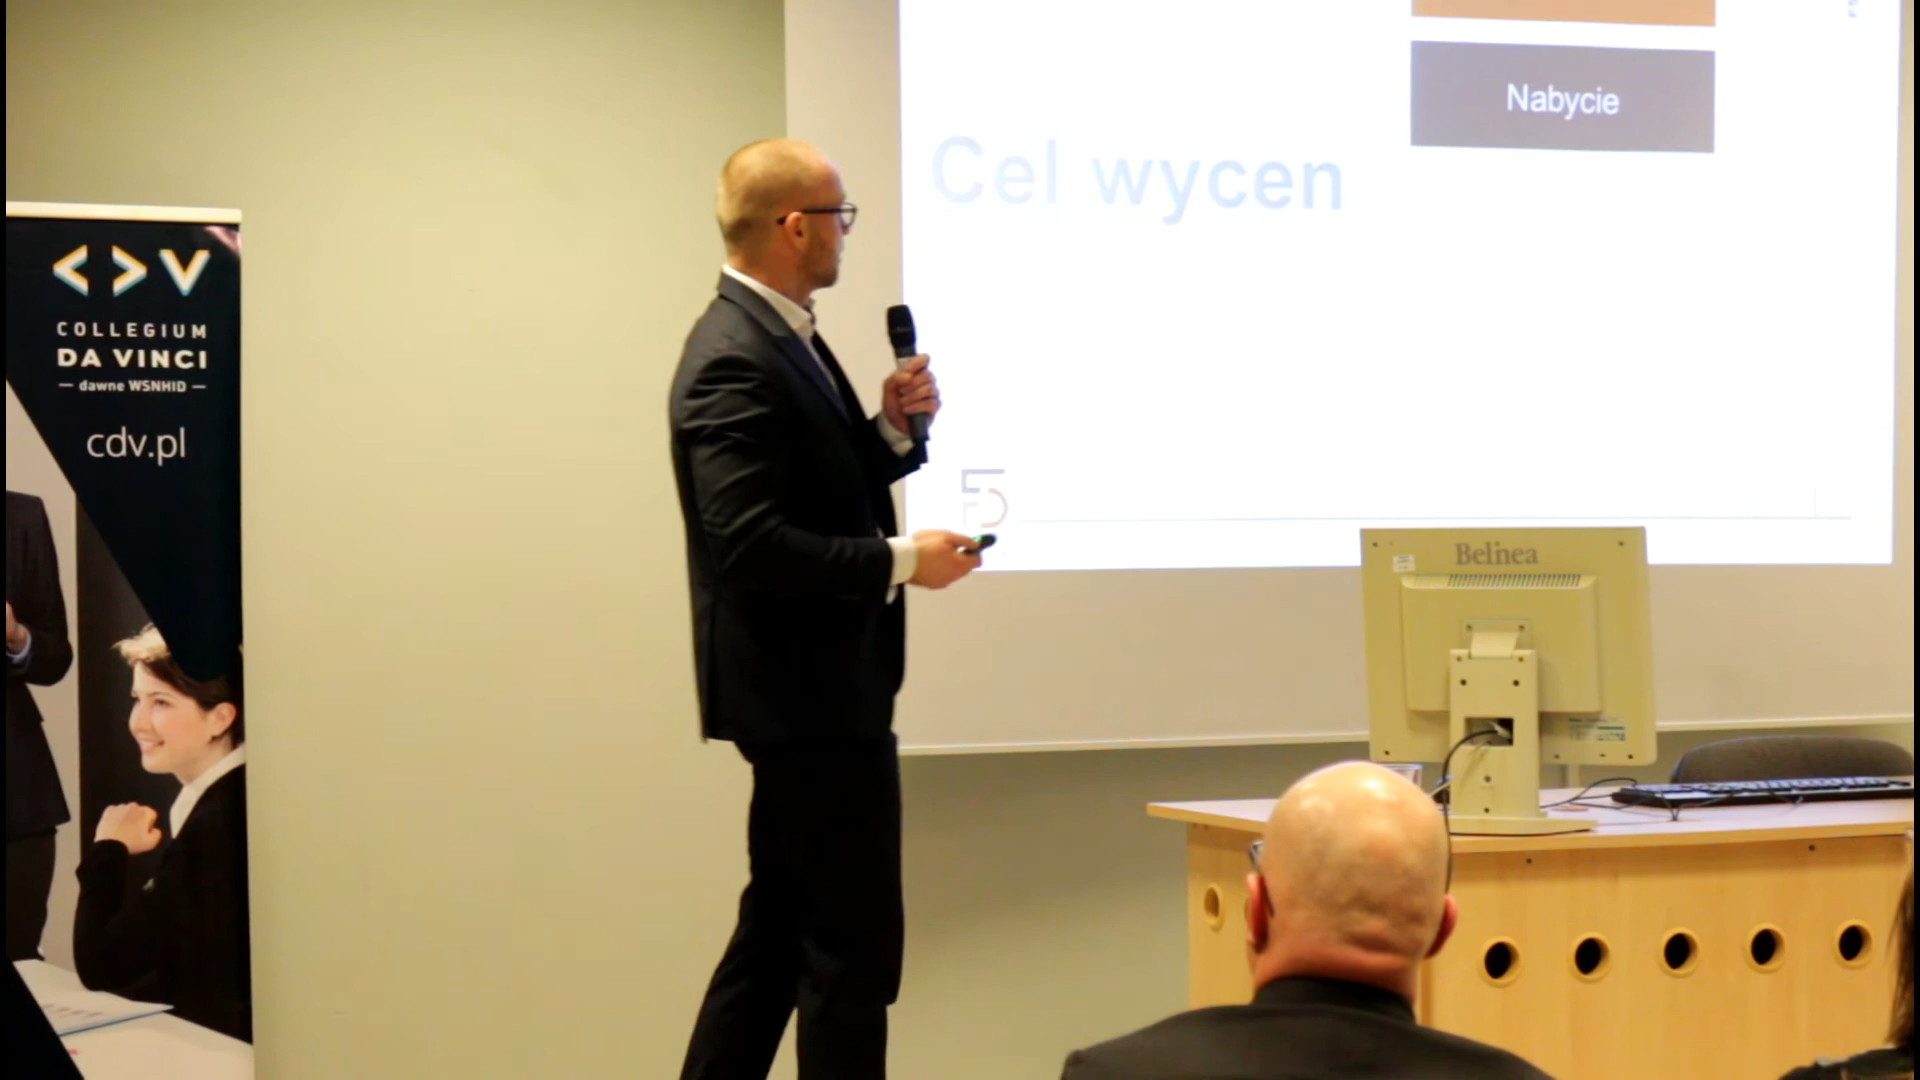 COLLEGIUM
DA VINCI
— dawne WSNHID —
cdv.pl
Nabycie
Cel wycen
Belinea